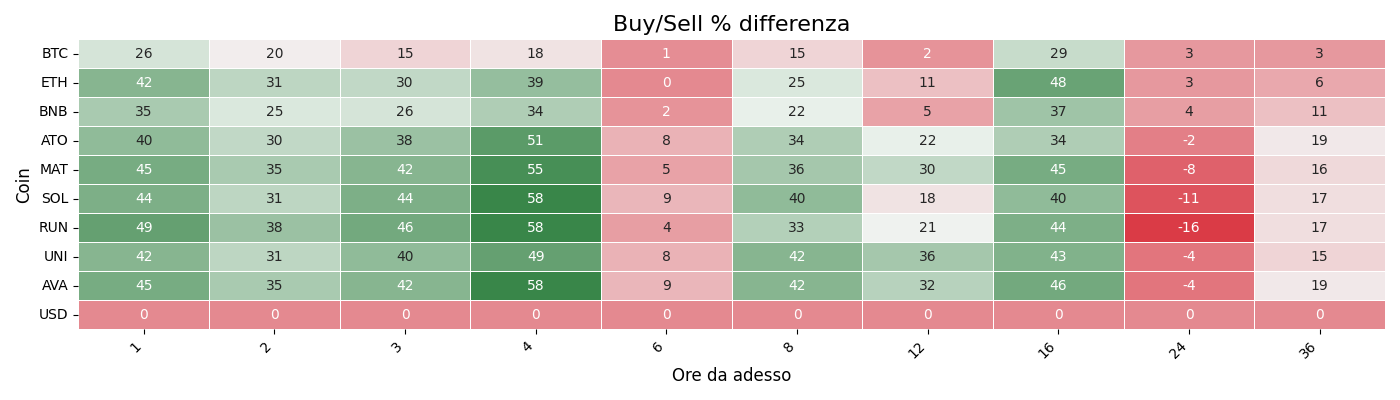 Buy/Sell % differenza
BTC 26 20 15 18 1 15 2 29 3 3
ETH 42 31 30 39 0 25 11 48 3 6
BNB 35 25 26 34 2 22 5 37 4 11
ATO 40 30 38 51 8 34 22 34 -2 19
MAT 45 35 42 55 5 36 30 45 -8 16
SOL 44 31 44 58 9 40 18 40 -11 17
RUN 49 38 46 58 4 33 21 44 -16 17
UNI 42 31 40 49 8 42 36 43 -4 15
AVA 45 35 42 58 9 42 32 46 -4 19
USD 0 0 0 0 0 0 0 0 0 0
1 2 3 4 6 8 12 16 24 36
Coin
Ore da adesso